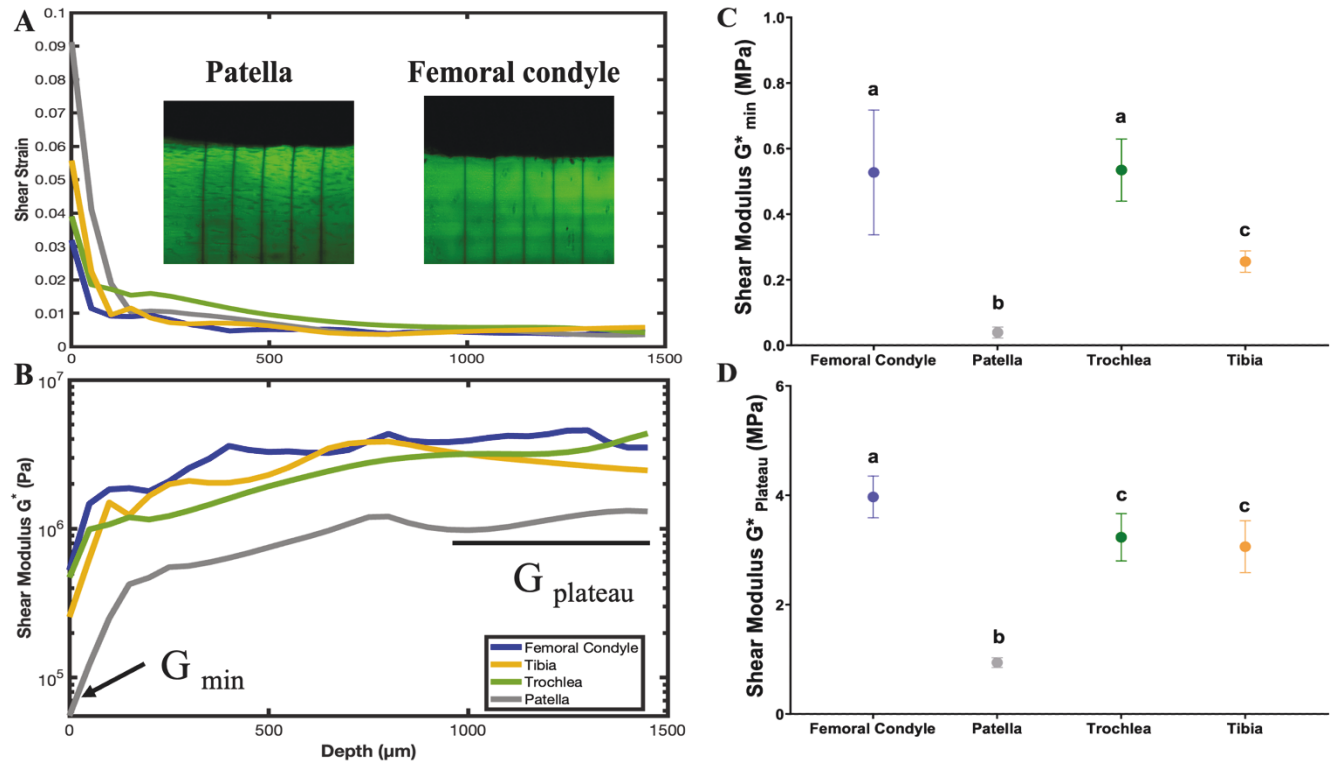 A
0.1
0.09
0.08
0.07
0.06
0.05
0.04
0.03
0.02
0.01
0
Shear Strain
Patella
Femoral condyle
0
500
1000
1500
B
10^7
10^6
10^5
Shear Modulus G^* (Pa)
G min
G plateau
Femoral Condyle
Tibia
Trochlea
Patella
0
500
1000
1500
Depth (µm)
C
1.0
0.8
0.6
0.4
0.2
0.0
Shear Modulus G* min (MPa)
a
b
a
c
Femoral Condyle
Patella
Trochlea
Tibia
D
6
4
2
0
Shear Modulus G* Plateau (MPa)
a
b
c
c
Femoral Condyle
Patella
Trochlea
Tibia